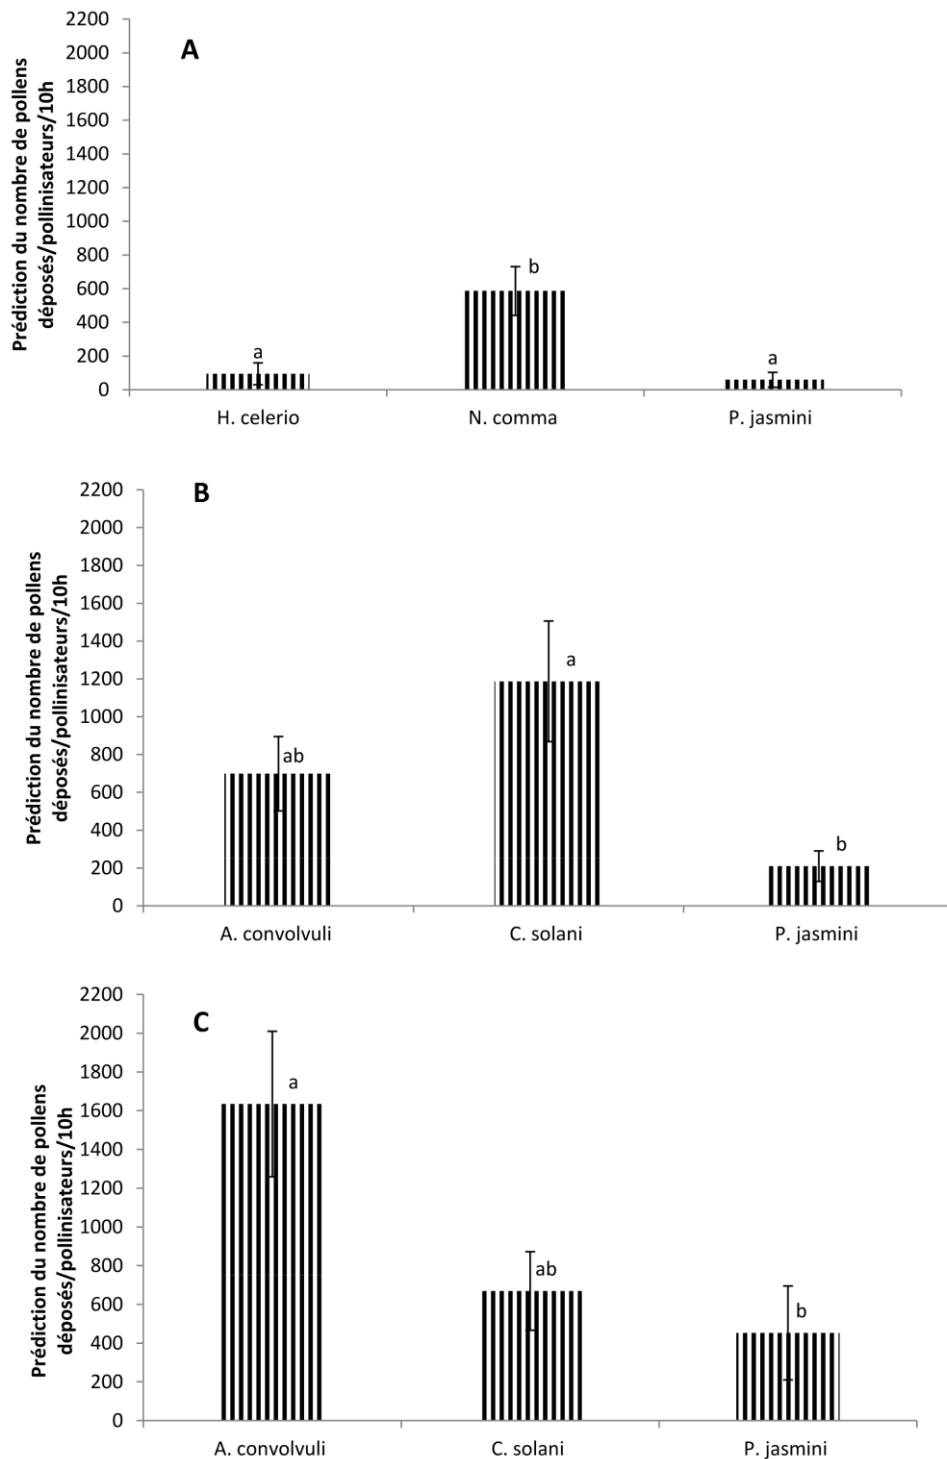 A
Prédiction du nombre de pollens
déposés/pollinisateurs/10h
2200
2000
1800
1600
1400
1200
1000
800
600
400
200
0
a
b
a
H. celerio
N. comma
P. jasmini
B
Prédiction du nombre de pollens
déposés/pollinisateurs/10h
2200
2000
1800
1600
1400
1200
1000
800
600
400
200
0
ab
a
b
A. convolvuli
C. solani
P. jasmini
C
Prédiction du nombre de pollens
déposés/pollinisateurs/10h
2200
2000
1800
1600
1400
1200
1000
800
600
400
200
0
a
ab
b
A. convolvuli
C. solani
P. jasmini